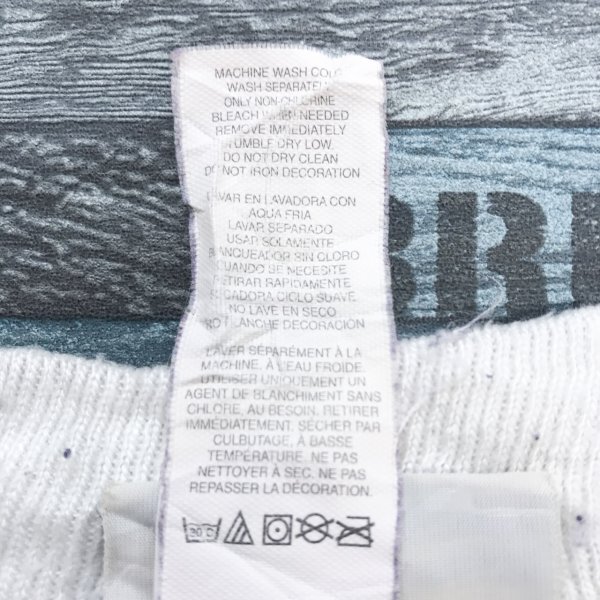 MACHINE WASH COLD
WASH SEPARATELY
ONLY NON-CHLORINE
BLEACH WHEN NEEDED
REMOVE IMMEDIATELY
TUMBLE DRY LOW.
DO NOT DRY CLEAN
DO NOT IRON DECORATION
LAVAR EN LAVADORA CON
AQUA FRIA
LAVAR SEPARADO
USAR SOLAMENTE
BLANQUEADOR SIN CLORO
CUANDO SE NECESITE
RETIRAR RAPIDAMENTE
SECADORA CICLO SUAVE
NO LAVE EN SECO
NO PLANCHE DECORACIÓN
LAVER SÉPARÉMENT À LA
MACHINE, À L'EAU FROIDE.
UTILISER UNIQUEMENT UN
AGENT DE BLANCHIMENT SANS
CHLORE, AU BESOIN. RETIRER
IMMÉDIATEMENT. SÉCHER PAR
CULBUTAGE, À BASSE
TEMPÉRATURE. NE PAS
NETTOYER À SEC. NE PAS
REPASSER LA DÉCORATION.
30 C